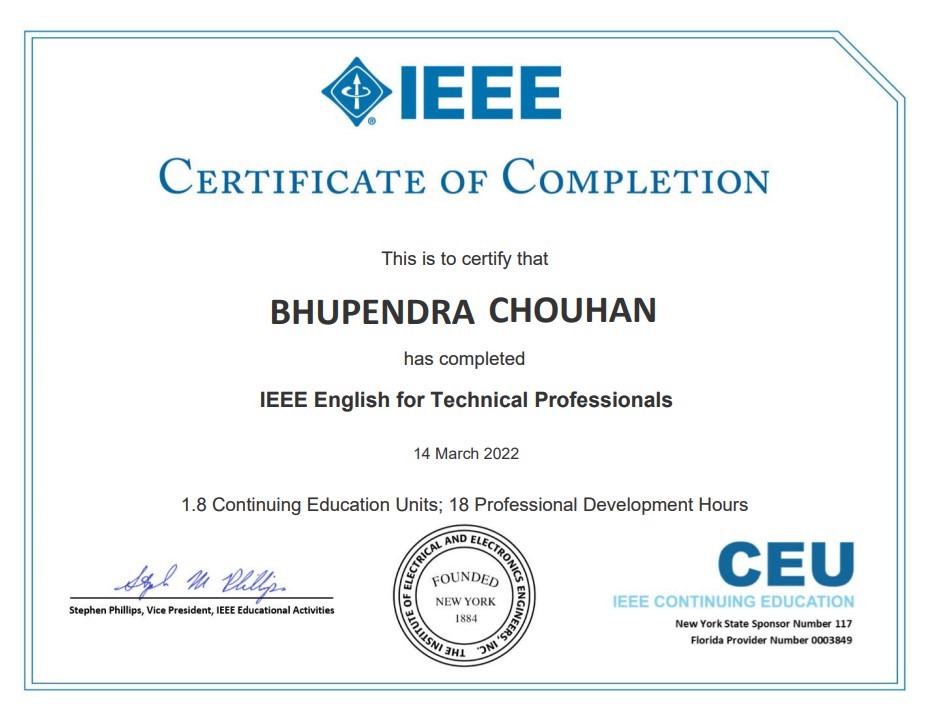 IEEE
®
CERTIFICATE OF COMPLETION
This is to certify that
BHUPENDRA CHOUHAN
has completed
IEEE English for Technical Professionals
14 March 2022
1.8 Continuing Education Units; 18 Professional Development Hours
Steph M Phillips
Stephen Phillips, Vice President, IEEE Educational Activities
THE INSTITUTE OF ELECTRICAL AND ELECTRONICS ENGINEERS, INC.
FOUNDED
NEW YORK
1884
CEU
IEEE CONTINUING EDUCATION
New York State Sponsor Number 117
Florida Provider Number 0003849